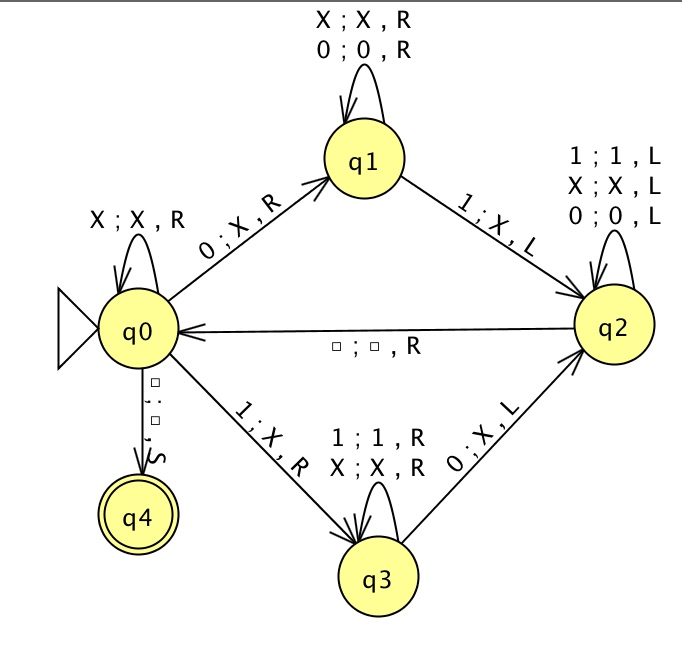 X ; X , R
0 ; 0 , R
q1
1 ; 1 , L
X ; X , L
0 ; 0 , L
X ; X , R
0 ; X , R
1 ; X , L
q0
q2
□ ; □ , R
□ ; □ , S
1 ; X , R
1 ; 1 , R
X ; X , R
0 ; X , L
q4
q3